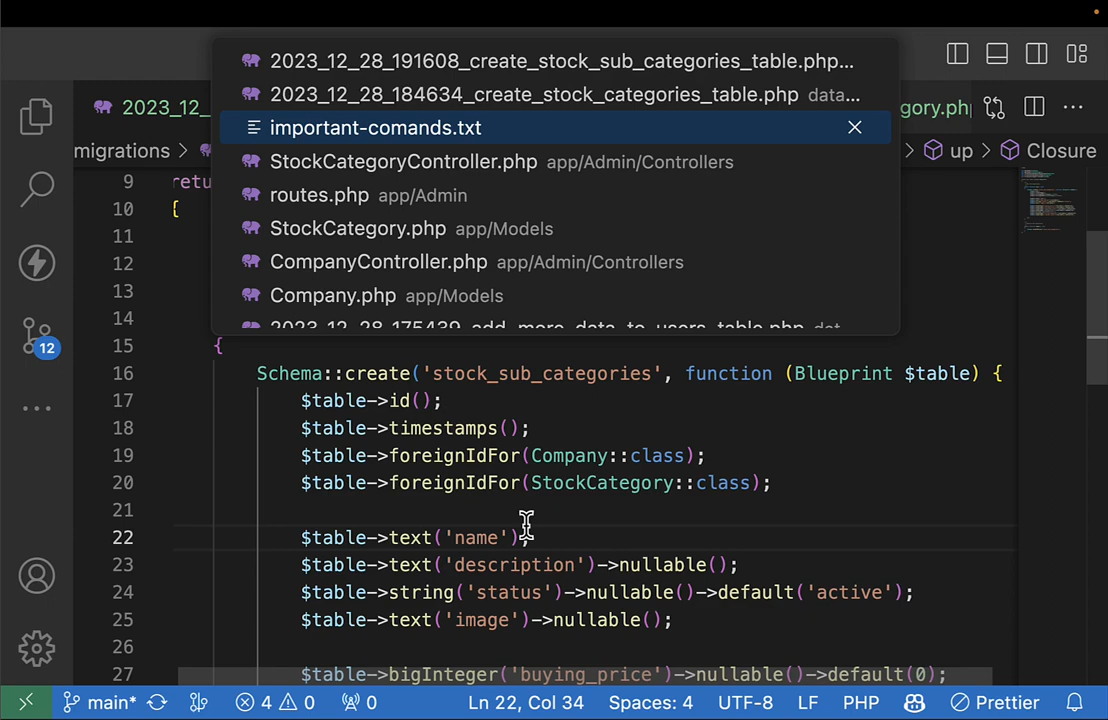 2023_12_28_191608_create_stock_sub_categories_table.php...
2023_12_28_184634_create_stock_categories_table.php data...
important-comands.txt
StockCategoryController.php app/Admin/Controllers
routes.php app/Admin
StockCategory.php app/Models
CompanyController.php app/Admin/Controllers
Company.php app/Models
2023_12_28_175439_add_more_data_to_users_table.php dat...
2023_12_
gory.php
migrations
up
Closure
9 retu
10 {
11
12
13
14
15 {
16 Schema::create('stock_sub_categories', function (Blueprint $table) {
17 $table->id();
18 $table->timestamps();
19 $table->foreignIdFor(Company::class);
20 $table->foreignIdFor(StockCategory::class);
21
22 $table->text('name');
23 $table->text('description')->nullable();
24 $table->string('status')->nullable()->default('active');
25 $table->text('image')->nullable();
26
27 $table->bigInteger('buying_price')->nullable()->default(0);
12
main* 4 0 0 Ln 22, Col 34 Spaces: 4 UTF-8 LF PHP Prettier